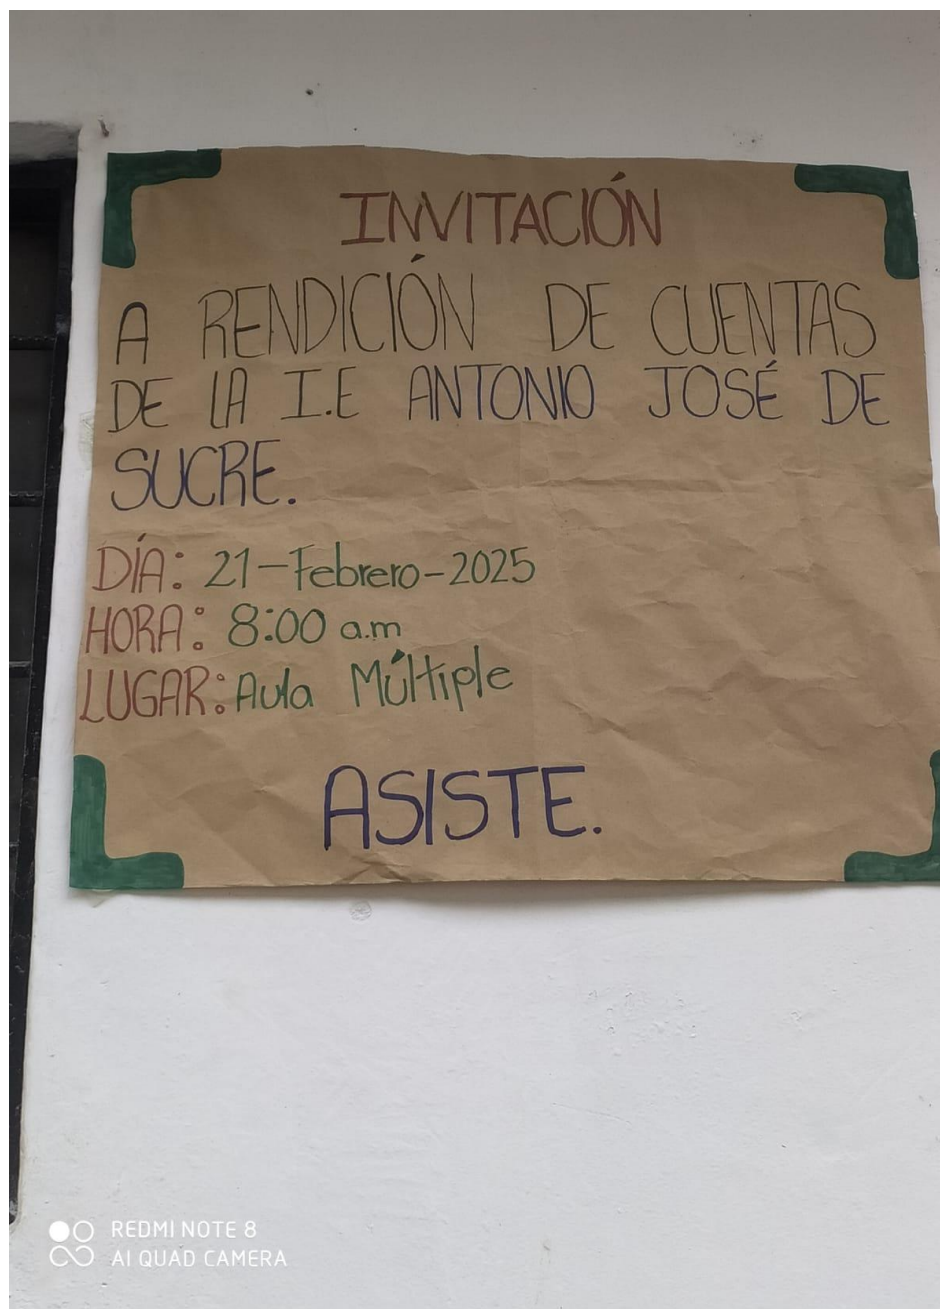 INVITACIÓN
A RENDICIÓN DE CUENTAS
DE LA I.E ANTONIO JOSÉ DE
SUCRE.
DÍA: 21-Febrero-2025
HORA: 8:00 a.m
LUGAR: Aula Múltiple
ASISTE.
REDMI NOTE 8
AI QUAD CAMERA